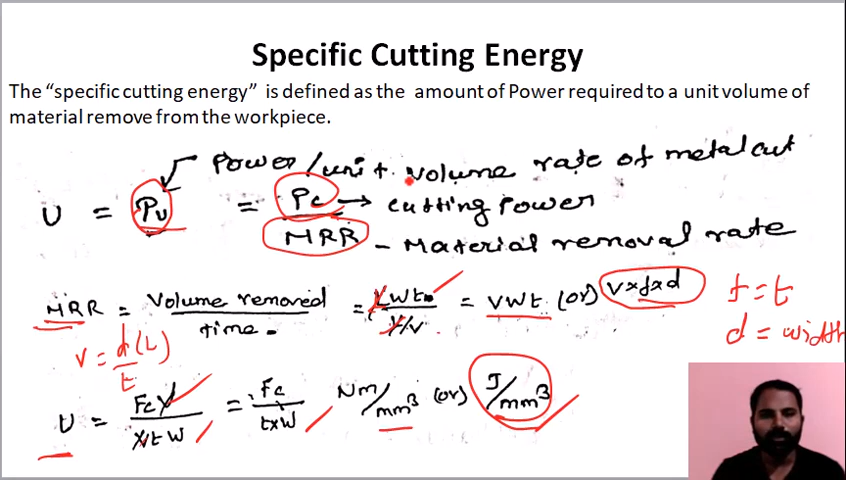 Specific Cutting Energy
The “specific cutting energy” is defined as the amount of Power required to a unit volume of
material remove from the workpiece.
Power/unit volume rate of metal cut
U = Pu = Pc → cutting power
MRR - Material removal rate
MRR = Volume removed / time = LWt₀ / L/V = VWt (or) V×f×d
f = t
d = width
V = d(L) / t
U = FcV / VtW = Fc / t×W Nm/mm³ (or) J/mm³